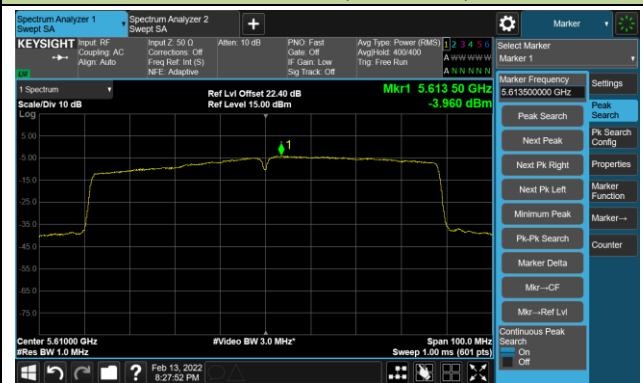 Spectrum Analyzer 1
Swept SA
Spectrum Analyzer 2
Swept SA
+
Marker
KEYSIGHT
Input: RF
Coupling: AC
Align: Auto
Input Z: 50 Ω
Corrections: Off
Freq Ref: Int (S)
NFE: Adaptive
Atten: 10 dB
PNO: Fast
Gate: Off
IF Gain: Low
Sig Track: Off
Avg Type: Power (RMS)
Avg|Hold: 400/400
Trig: Free Run
1 2 3 4 5 6
A W W W W W
A N N N N N
Select Marker
Marker 1
1 Spectrum
Scale/Div 10 dB
Log
Ref Lvl Offset 22.40 dB
Ref Level 15.00 dBm
Mkr1 5.613 50 GHz
-3.960 dBm
5.00
-5.00
-15.0
-25.0
-35.0
-45.0
-55.0
-65.0
-75.0
1
Center 5.61000 GHz
#Res BW 1.0 MHz
#Video BW 3.0 MHz*
Span 100.0 MHz
Sweep 1.00 ms (601 pts)
Marker Frequency
5.613500000 GHz
Peak Search
Next Peak
Next Pk Right
Next Pk Left
Minimum Peak
Pk-Pk Search
Marker Delta
Mkr→CF
Mkr→Ref Lvl
Continuous Peak
Search
On
Off
Settings
Peak
Search
Pk Search
Config
Properties
Marker
Function
Marker→
Counter
?
Feb 13, 2022
8:27:52 PM